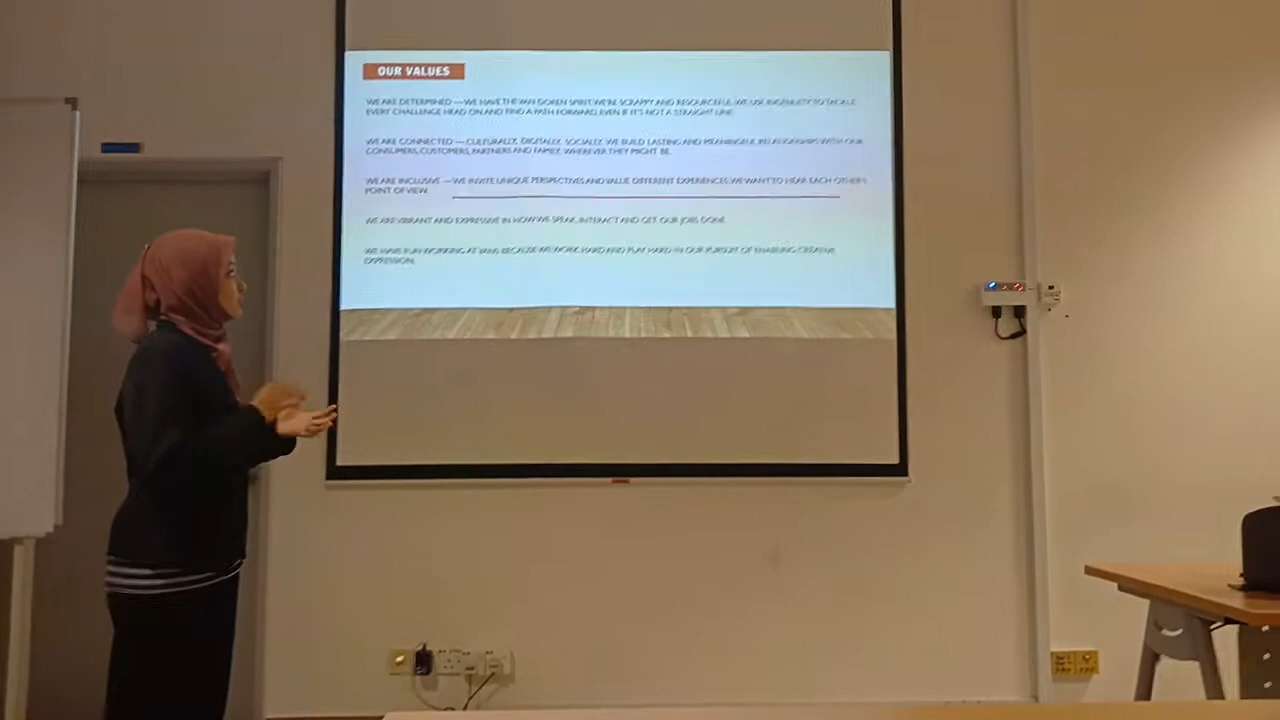 OUR VALUES
WE ARE DETERMINED — WE HAVE THE VAN DOREN SPIRIT. WE'RE SCRAPPY AND RESOURCEFUL. WE USE INGENUITY TO TACKLE
EVERY CHALLENGE HEAD ON AND FIND A PATH FORWARD, EVEN IF IT'S NOT A STRAIGHT LINE.
WE ARE CONNECTED — CULTURALLY, DIGITALLY, SOCIALLY. WE BUILD LASTING AND MEANINGFUL RELATIONSHIPS WITH OUR
CONSUMERS, CUSTOMERS, PARTNERS AND FAMILY, WHEREVER THEY MIGHT BE.
WE ARE INCLUSIVE — WE INVITE UNIQUE PERSPECTIVES AND VALUE DIFFERENT EXPERIENCES. WE WANT TO HEAR EACH OTHER'S
POINT OF VIEW.
WE ARE VIBRANT AND EXPRESSIVE IN HOW WE SPEAK, INTERACT AND GET OUR JOBS DONE.
WE HAVE FUN WORKING AT VANS BECAUSE WE WORK HARD AND PLAY HARD IN OUR PURSUIT OF ENABLING CREATIVE
EXPRESSION.